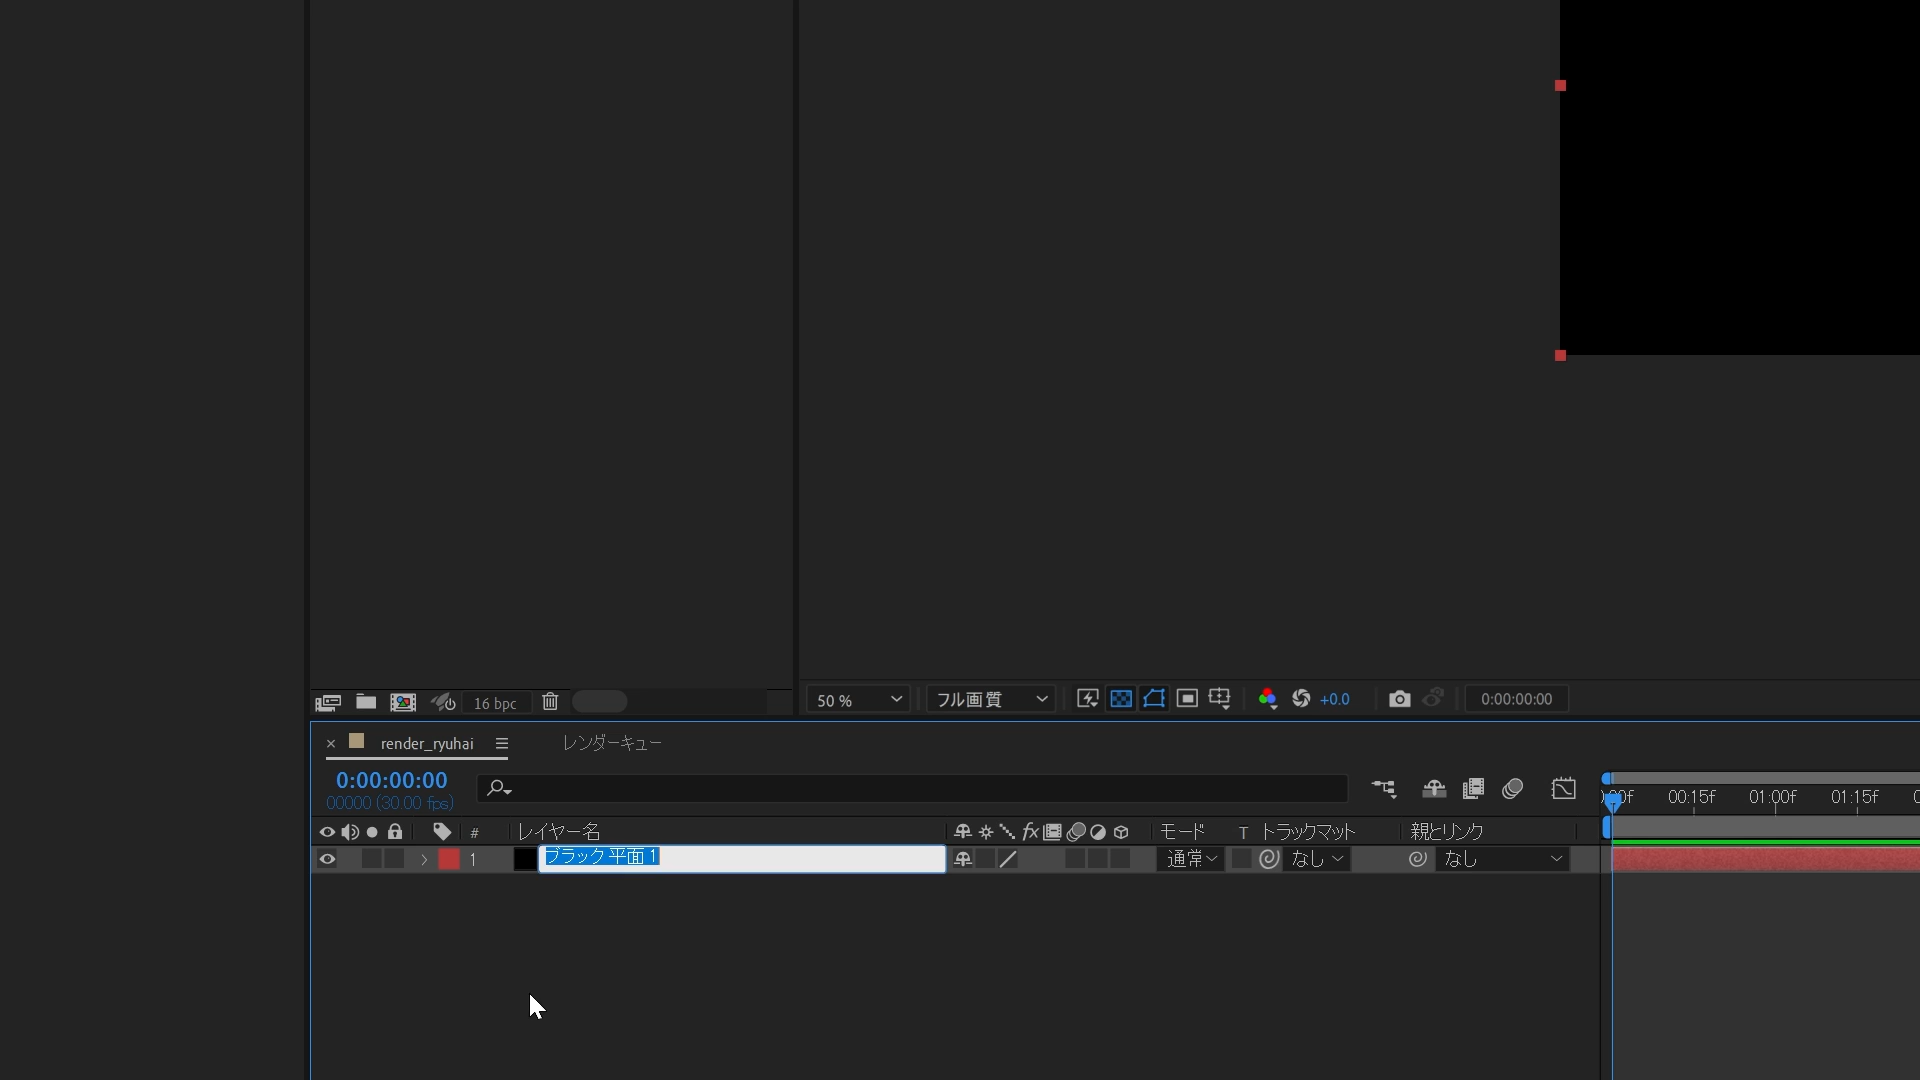 16 bpc
50 %
フル画質
+0.0
0:00:00:00
render_ryuhai
レンダーキュー
0:00:00:00
00000 (30.00 fps)
00:15f
01:00f
01:15f
# レイヤー名
モード
T トラックマット
親とリンク
1
ブラック平面 1
通常
なし
なし